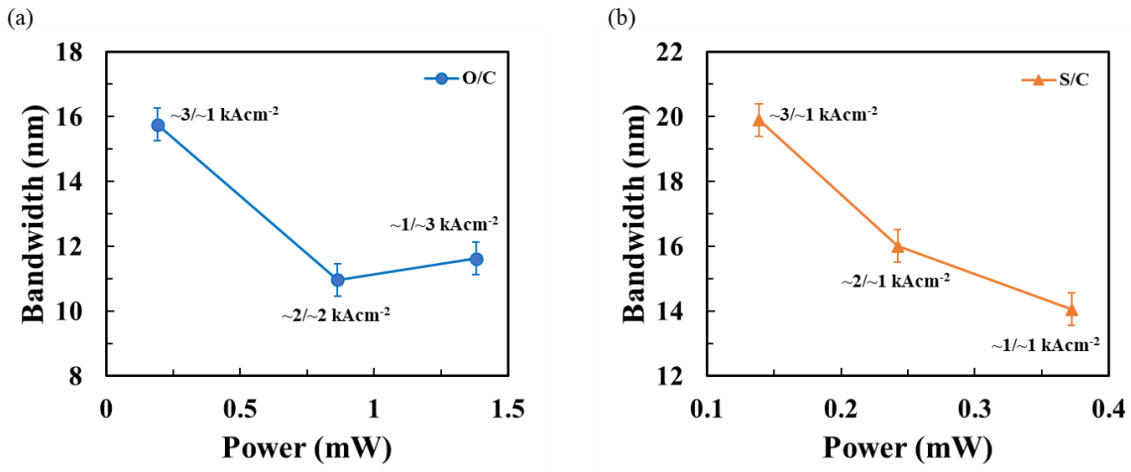 (a)
18
16
14
12
10
8
Bandwidth (nm)
O/C
~3/~1 kAcm-2
~1/~3 kAcm-2
~2/~2 kAcm-2
0
0.5
1
1.5
Power (mW)
(b)
22
20
18
16
14
12
Bandwidth (nm)
S/C
~3/~1 kAcm-2
~2/~1 kAcm-2
~1/~1 kAcm-2
0.1
0.2
0.3
0.4
Power (mW)